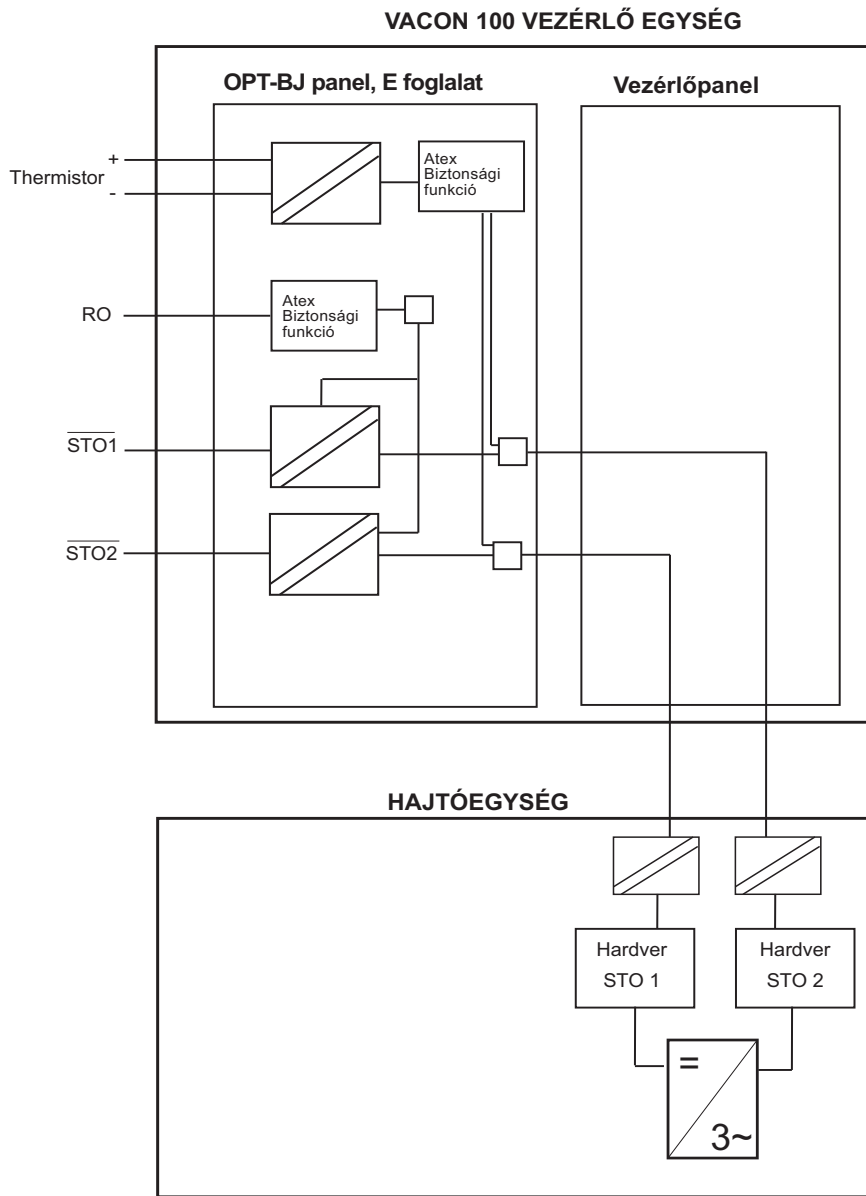 VACON 100 VEZÉRLŐ EGYSÉG
OPT-BJ panel, E foglalat
Vezérlőpanel
Thermistor
+
-
Atex
Biztonsági
funkció
RO
Atex
Biztonsági
funkció
STO1
STO2
HAJTÓEGYSÉG
Hardver
STO 1
Hardver
STO 2
=
3~